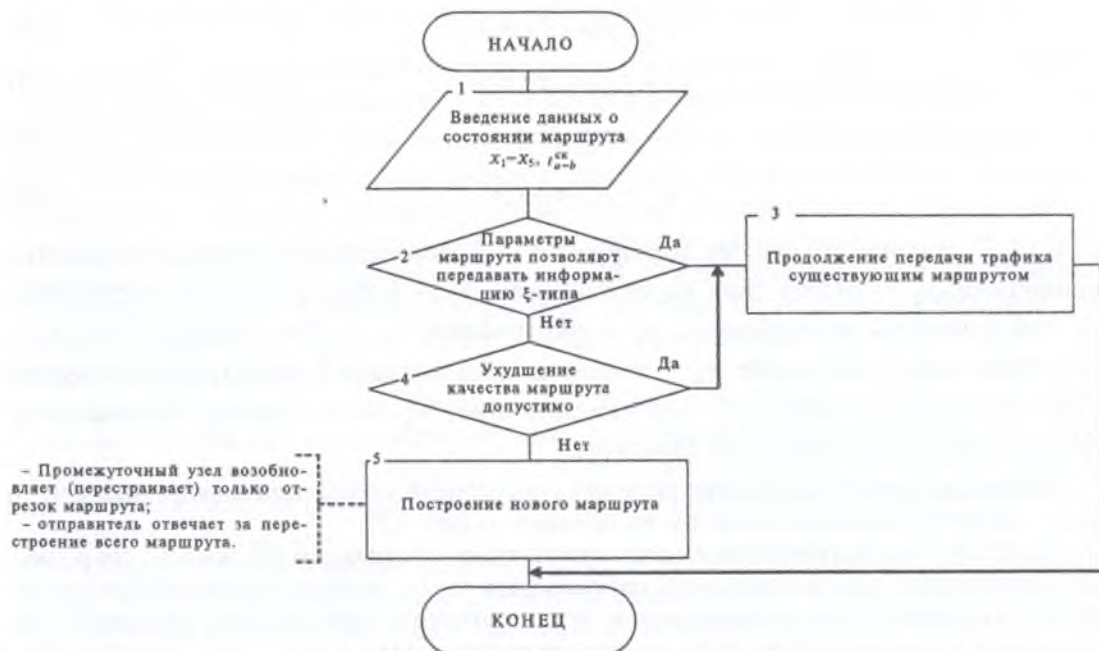 НАЧАЛО
1
Введение данных о
состоянии маршрута
x₁–x₅, t^{ск}_{a–b}
2
Параметры
маршрута позволяют
передавать информа-
цию ξ-типа
Да
Нет
3
Продолжение передачи трафика
существующим маршрутом
4
Ухудшение
качества маршрута
допустимо
Да
Нет
5
Построение нового маршрута
– Промежуточный узел возобно-
вляет (перестраивает) только от-
резок маршрута;
– отправитель отвечает за пере-
строение всего маршрута.
КОНЕЦ